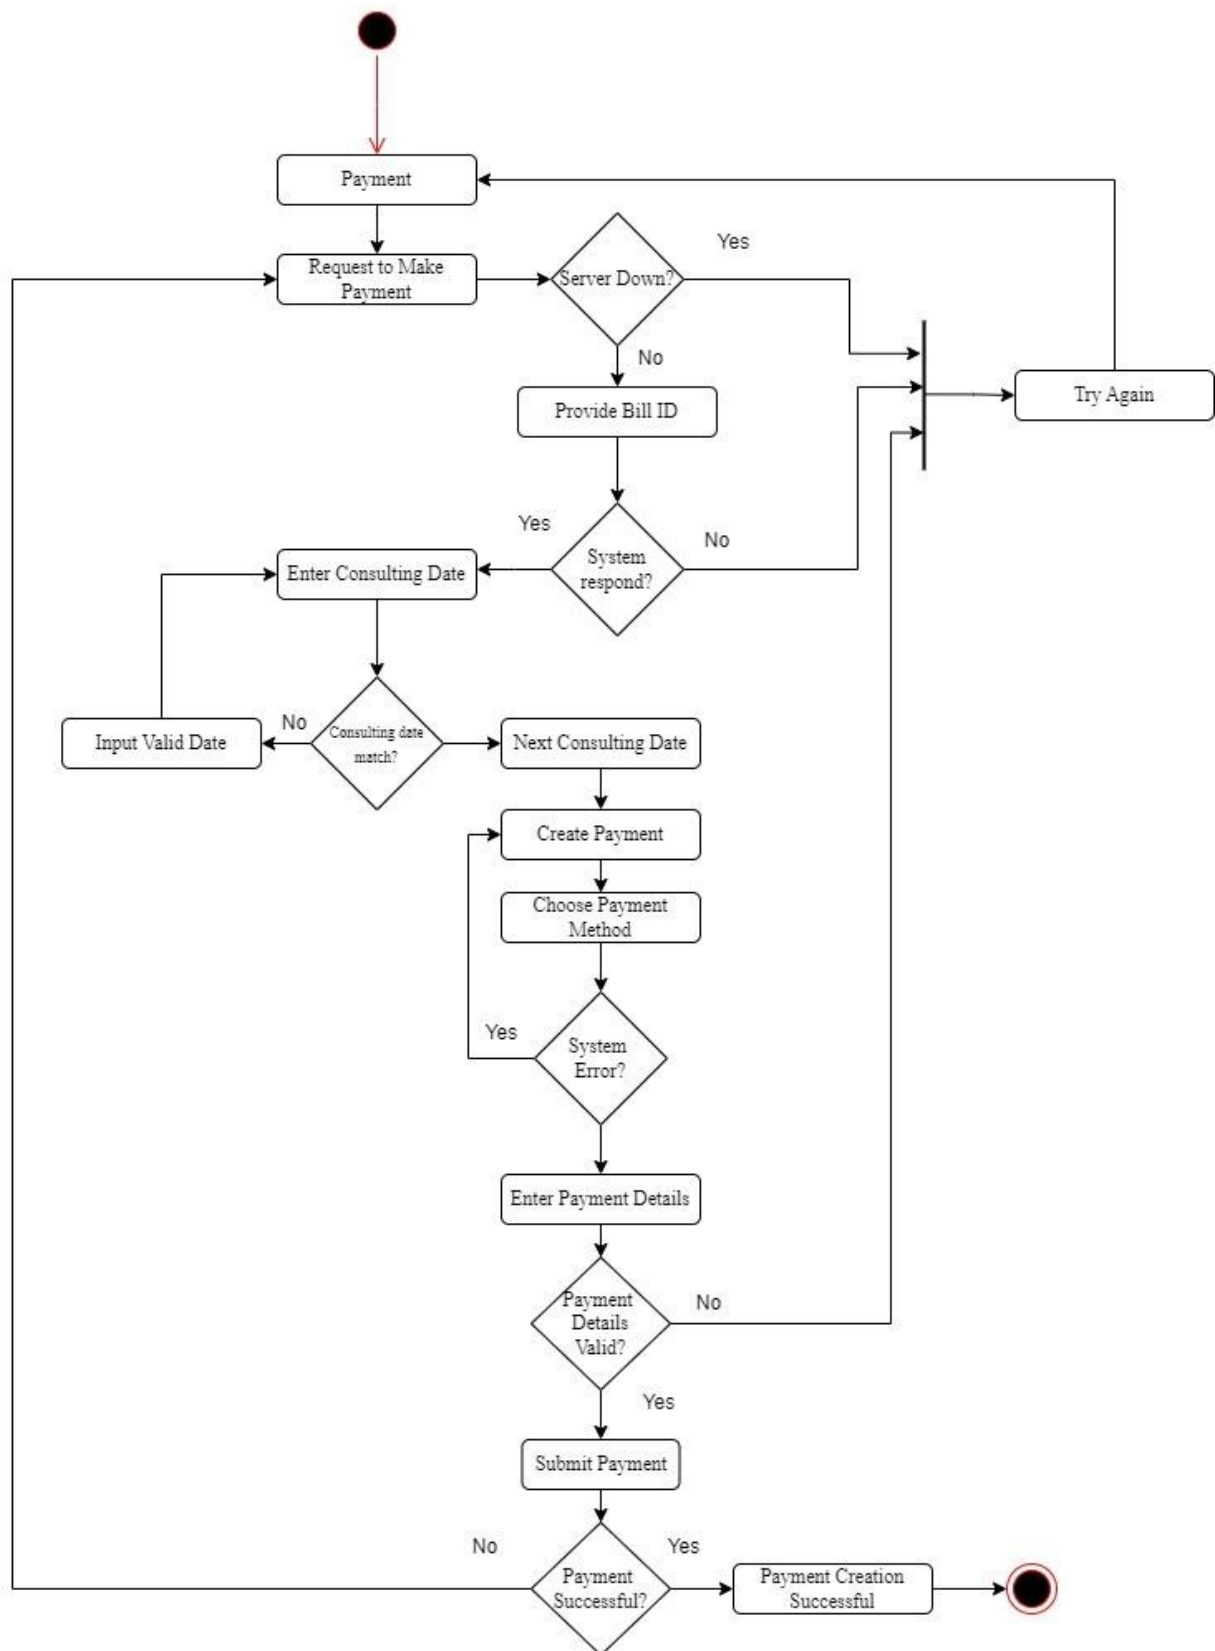 Payment
Request to Make
Payment
Server Down?
Yes
No
Provide Bill ID
Try Again
System
respond?
Yes
No
Enter Consulting Date
Consulting date
match?
No
Input Valid Date
Next Consulting Date
Create Payment
Choose Payment
Method
System
Error?
Yes
Enter Payment Details
Payment
Details
Valid?
No
Yes
Submit Payment
Payment
Successful?
No
Yes
Payment Creation
Successful